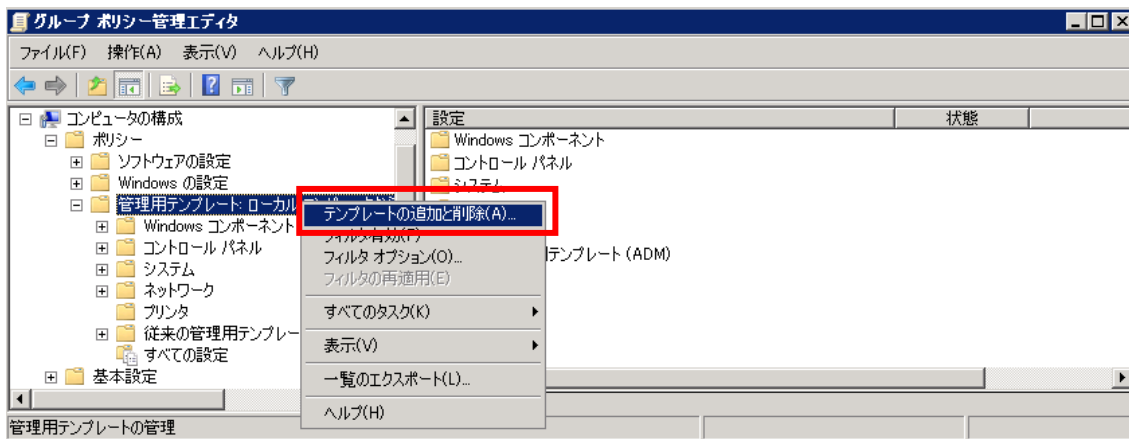 グループ ポリシー管理エディタ
ファイル(F) 操作(A) 表示(V) ヘルプ(H)
コンピュータの構成
ポリシー
ソフトウェアの設定
Windows の設定
管理用テンプレート: ローカル
Windows コンポーネント
コントロール パネル
システム
ネットワーク
プリンタ
従来の管理用テンプレー
すべての設定
基本設定
設定 状態
Windows コンポーネント
コントロール パネル
システム
テンプレート (ADM)
テンプレートの追加と削除(A)...
フィルタ有効(F)
フィルタ オプション(O)...
フィルタの再適用(E)
すべてのタスク(K)
表示(V)
一覧のエクスポート(L)...
ヘルプ(H)
管理用テンプレートの管理